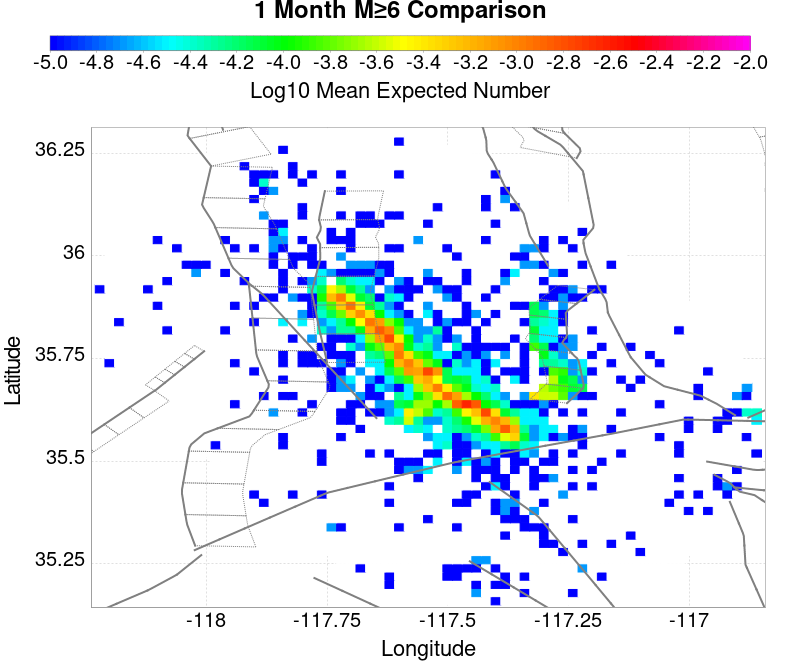 1 Month M≥6 Comparison
-5.0 -4.8 -4.6 -4.4 -4.2 -4.0 -3.8 -3.6 -3.4 -3.2 -3.0 -2.8 -2.6 -2.4 -2.2 -2.0
Log10 Mean Expected Number
36.25
36
35.75
35.5
35.25
Latitude
-118 -117.75 -117.5 -117.25 -117
Longitude